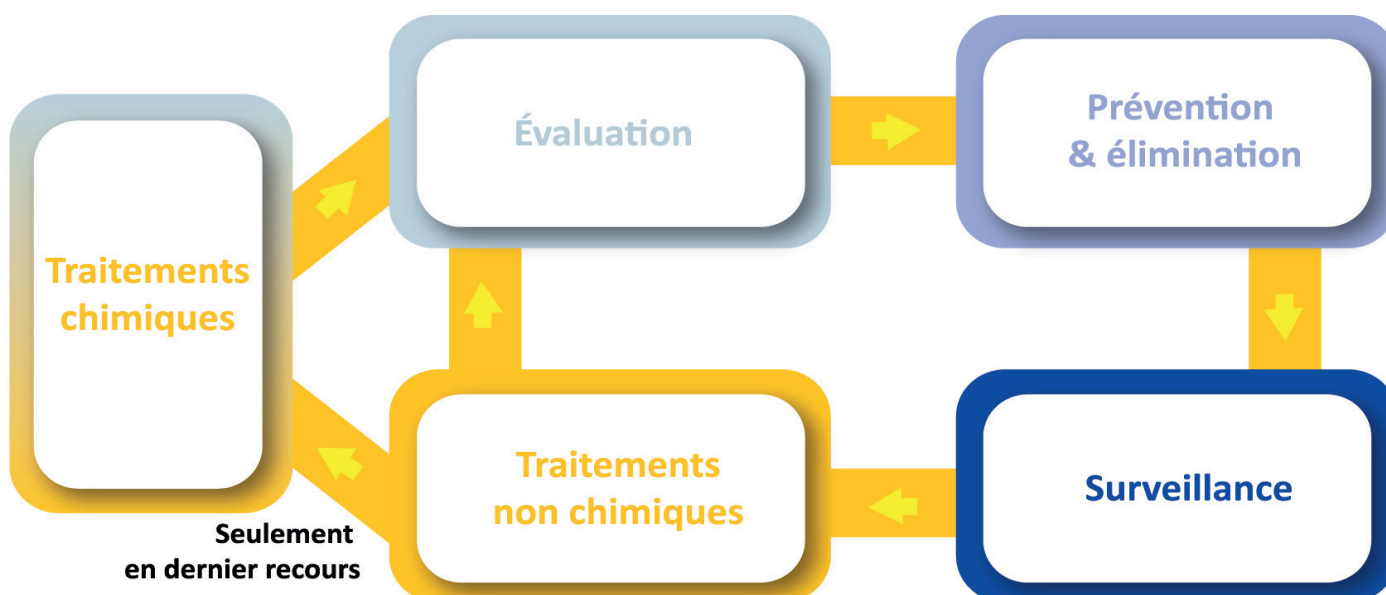 Évaluation
Prévention
& élimination
Traitements
chimiques
Traitements
non chimiques
Surveillance
Seulement
en dernier recours